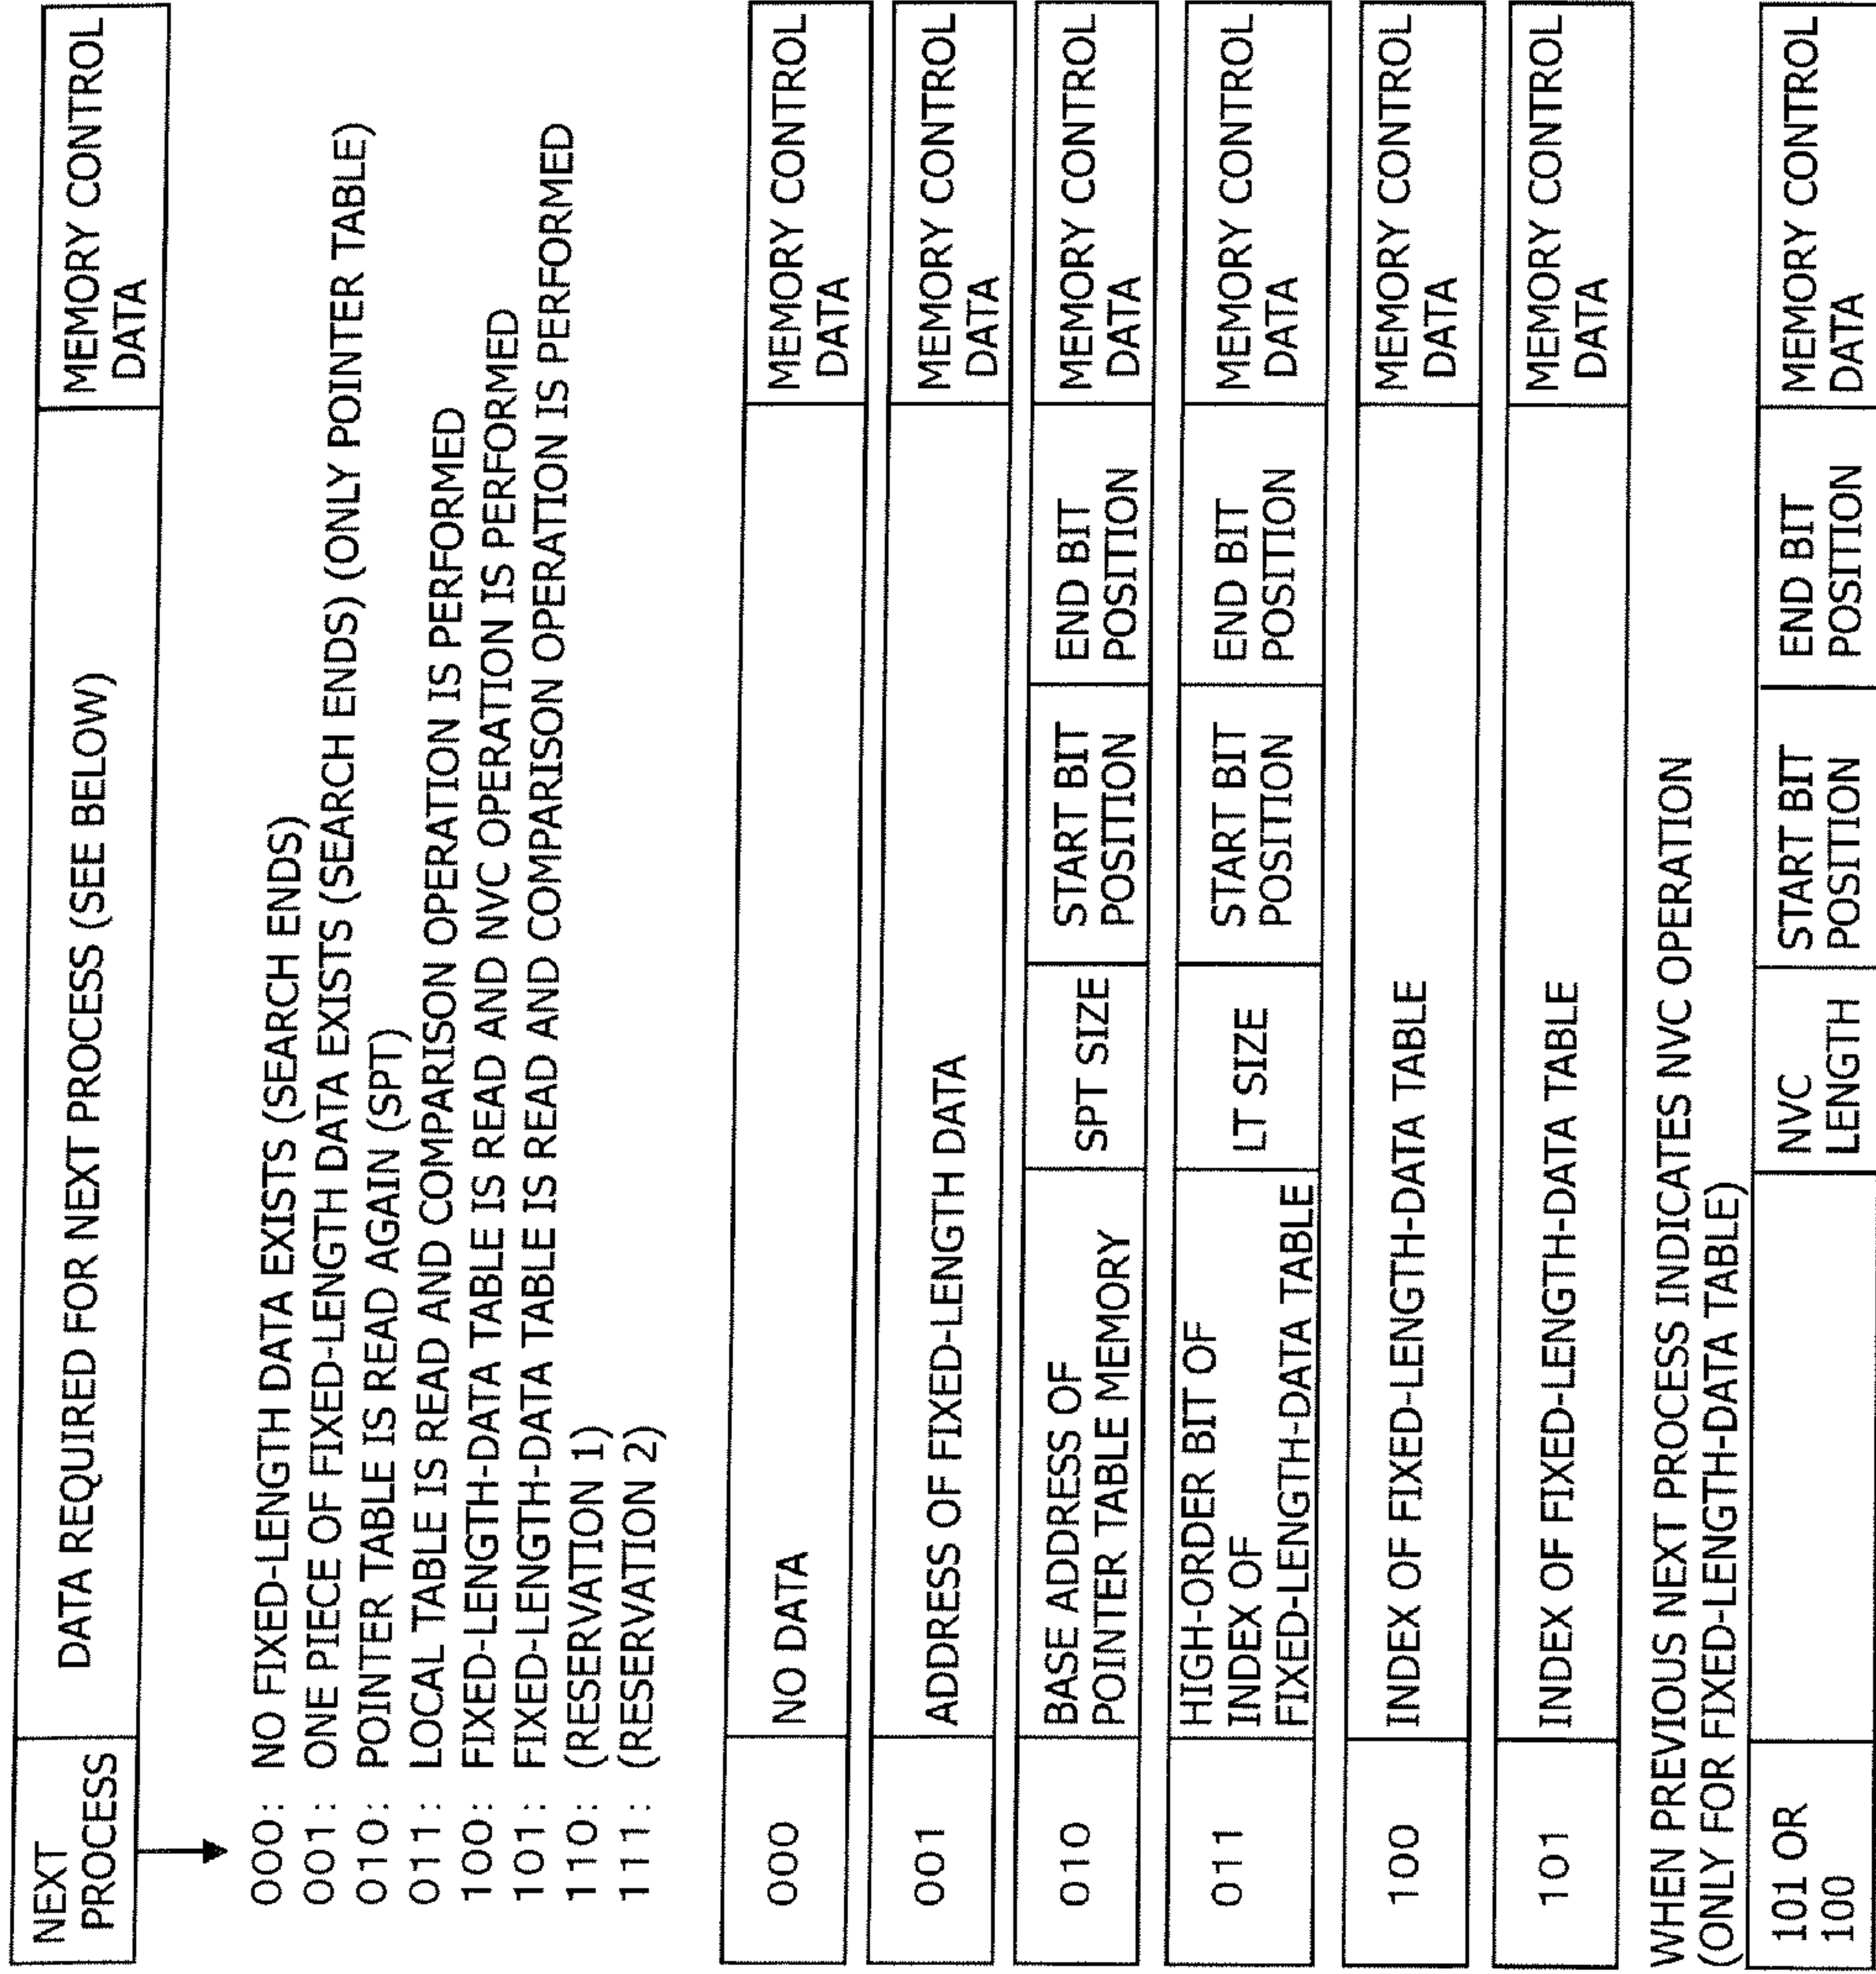 NEXT
PROCESS
DATA REQUIRED FOR NEXT PROCESS (SEE BELOW)
MEMORY CONTROL
DATA
000: NO FIXED-LENGTH DATA EXISTS (SEARCH ENDS)
001: ONE PIECE OF FIXED-LENGTH DATA EXISTS (SEARCH ENDS) (ONLY POINTER TABLE)
010: POINTER TABLE IS READ AGAIN (SPT)
011: LOCAL TABLE IS READ AND COMPARISON OPERATION IS PERFORMED
100: FIXED-LENGTH-DATA TABLE IS READ AND NVC OPERATION IS PERFORMED
101: FIXED-LENGTH-DATA TABLE IS READ AND COMPARISON OPERATION IS PERFORMED
110: (RESERVATION 1)
111: (RESERVATION 2)
000
NO DATA
MEMORY CONTROL
DATA
001
ADDRESS OF FIXED-LENGTH DATA
MEMORY CONTROL
DATA
010
BASE ADDRESS OF
POINTER TABLE MEMORY
SPT SIZE
START BIT
POSITION
END BIT
POSITION
MEMORY CONTROL
DATA
011
HIGH-ORDER BIT OF
INDEX OF
FIXED-LENGTH-DATA TABLE
LT SIZE
START BIT
POSITION
END BIT
POSITION
MEMORY CONTROL
DATA
100
INDEX OF FIXED-LENGTH-DATA TABLE
MEMORY CONTROL
DATA
101
INDEX OF FIXED-LENGTH-DATA TABLE
MEMORY CONTROL
DATA
WHEN PREVIOUS NEXT PROCESS INDICATES NVC OPERATION
(ONLY FOR FIXED-LENGTH-DATA TABLE)
101 OR
100
NVC
LENGTH
START BIT
POSITION
END BIT
POSITION
MEMORY CONTROL
DATA